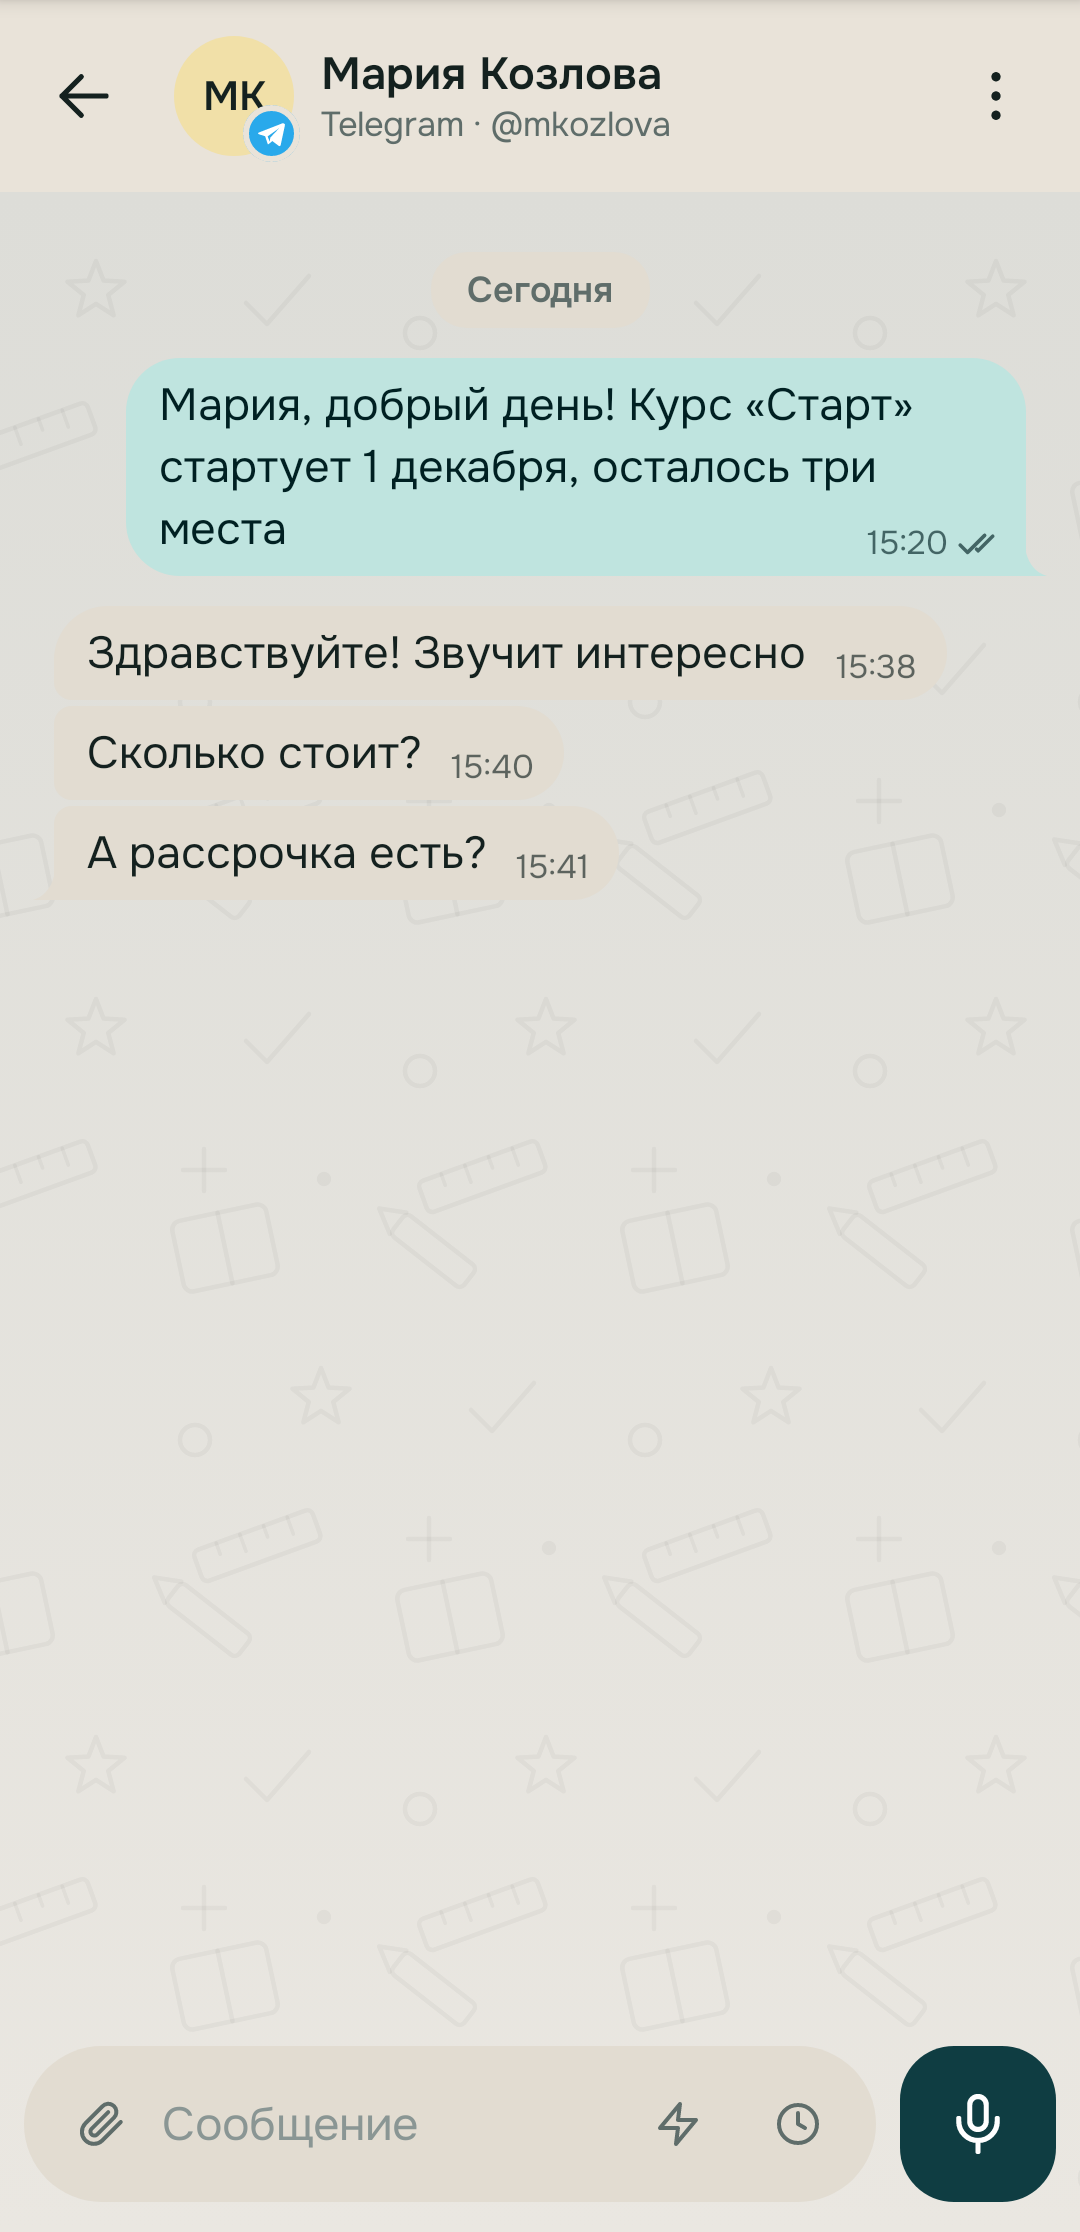 МК
Мария Козлова
Telegram · @mkozlova
Сегодня
Мария, добрый день! Курс «Старт»
стартует 1 декабря, осталось три
места
15:20
Здравствуйте! Звучит интересно 15:38
Сколько стоит? 15:40
А рассрочка есть? 15:41
Сообщение